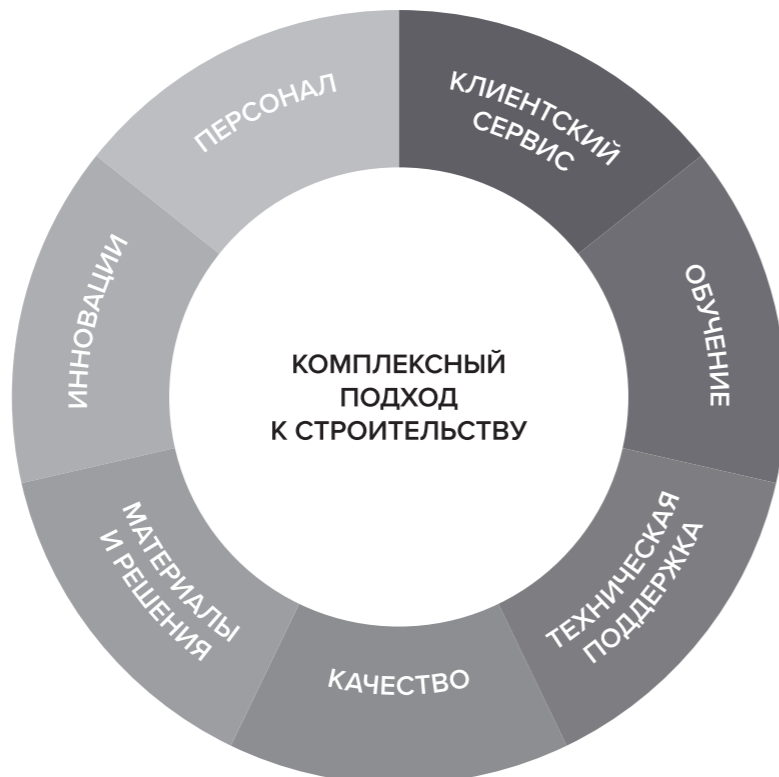 КЛИЕНТСКИЙ
СЕРВИС
ОБУЧЕНИЕ
ТЕХНИЧЕСКАЯ
ПОДДЕРЖКА
КАЧЕСТВО
МАТЕРИАЛЫ
И РЕШЕНИЯ
ИННОВАЦИИ
ПЕРСОНАЛ
КОМПЛЕКСНЫЙ
ПОДХОД
К СТРОИТЕЛЬСТВУ